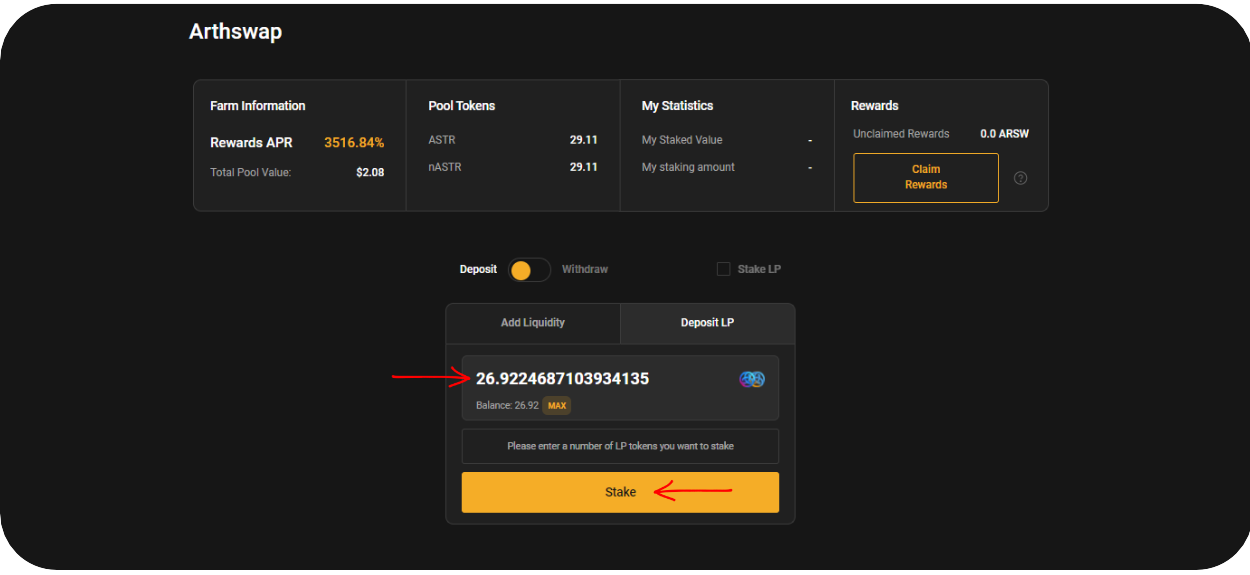 Arthswap
Farm Information
Rewards APR 3516.84%
Total Pool Value: $2.08
Pool Tokens
ASTR 29.11
nASTR 29.11
My Statistics
My Staked Value -
My staking amount -
Rewards
Unclaimed Rewards 0.0 ARSW
Claim
Rewards
?
Deposit Withdraw Stake LP
Add Liquidity Deposit LP
26.9224687103934135
Balance: 26.92 MAX
Please enter a number of LP tokens you want to stake
Stake